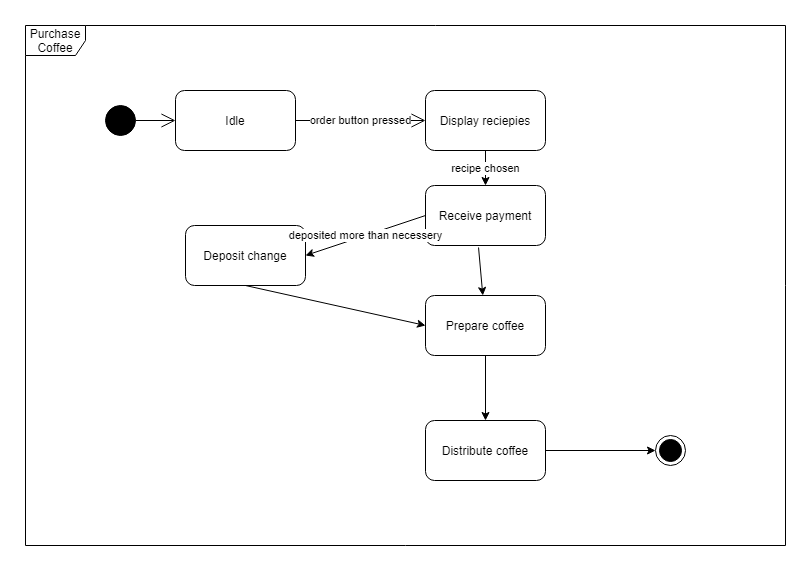 Purchase
Coffee
Idle
order button pressed
Display reciepies
recipe chosen
Receive payment
deposited more than necessery
Deposit change
Prepare coffee
Distribute coffee